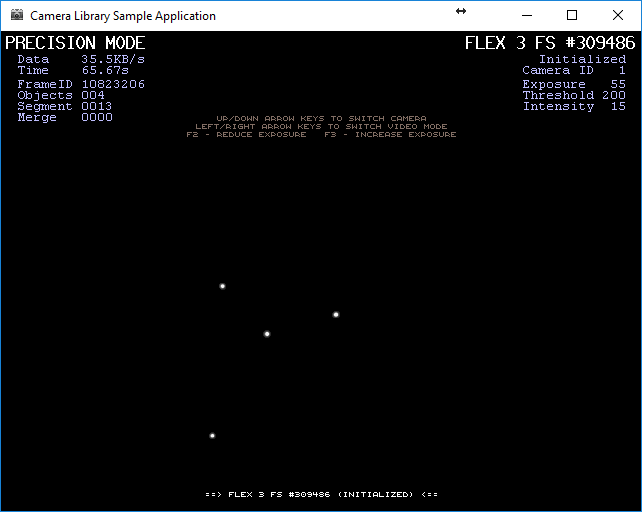 Camera Library Sample Application
PRECISION MODE
FLEX 3 FS #309486
Data 35.5KB/s
Initialized
Time 65.67s
Camera ID 1
FrameID 10823206
Exposure 55
Objects 004
Threshold 200
Segment 0013
Intensity 15
Merge 0000
UP/DOWN ARROW KEYS TO SWITCH CAMERA
LEFT/RIGHT ARROW KEYS TO SWITCH VIDEO MODE
F2 - REDUCE EXPOSURE F3 - INCREASE EXPOSURE
==> FLEX 3 FS #309486 (INITIALIZED) <==